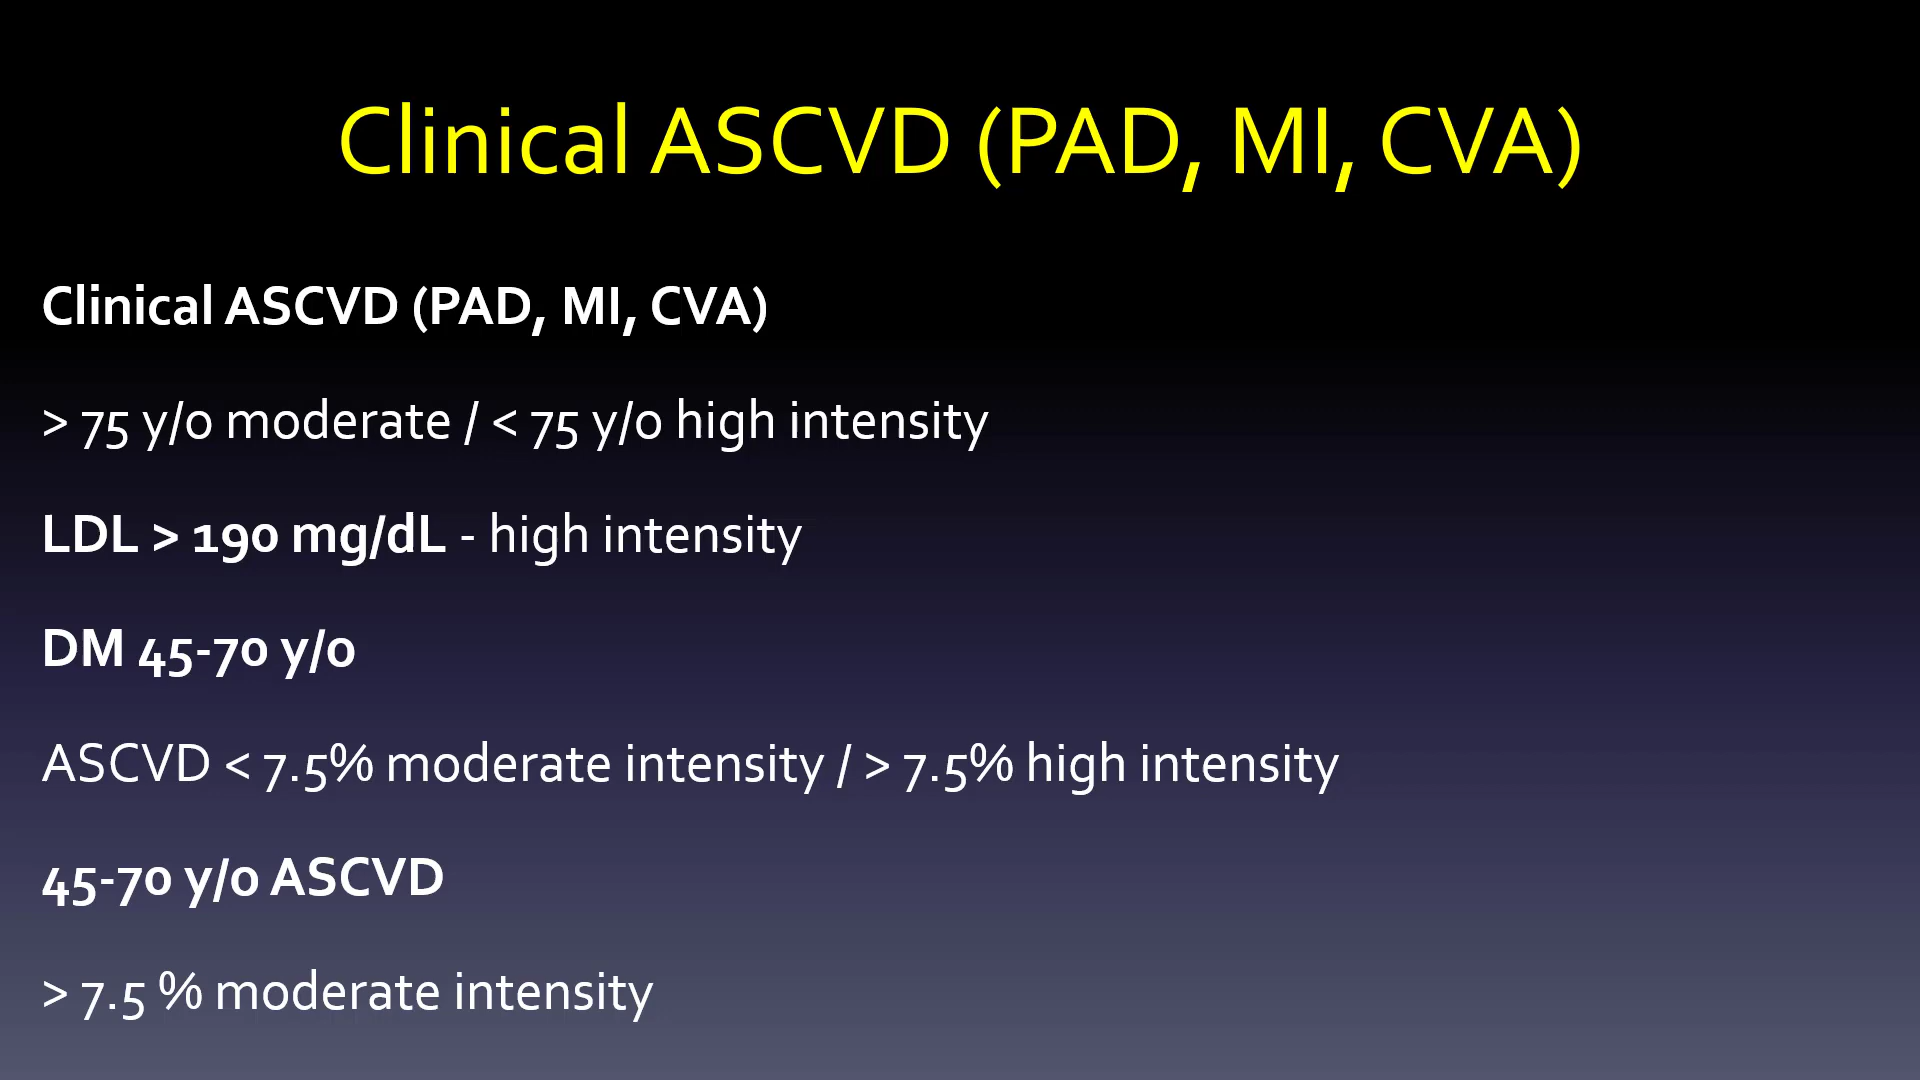 Clinical ASCVD (PAD, MI, CVA)
Clinical ASCVD (PAD, MI, CVA)
> 75 y/o moderate / < 75 y/o high intensity
LDL > 190 mg/dL - high intensity
DM 45-70 y/o
ASCVD < 7.5% moderate intensity / > 7.5% high intensity
45-70 y/o ASCVD
> 7.5 % moderate intensity